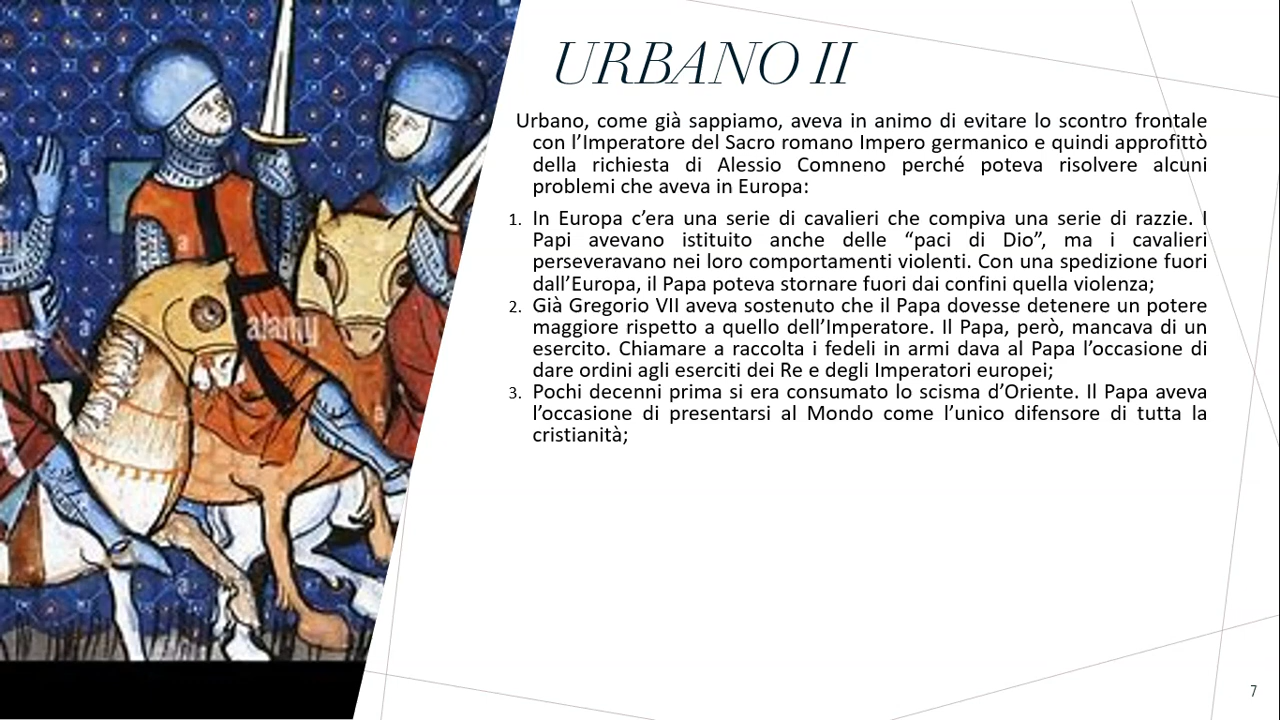 URBANO II
Urbano, come già sappiamo, aveva in animo di evitare lo scontro frontale
con l’Imperatore del Sacro romano Impero germanico e quindi approfittò
della richiesta di Alessio Comneno perché poteva risolvere alcuni
problemi che aveva in Europa:
1. In Europa c’era una serie di cavalieri che compiva una serie di razzie. I
Papi avevano istituito anche delle “paci di Dio”, ma i cavalieri
perseveravano nei loro comportamenti violenti. Con una spedizione fuori
dall’Europa, il Papa poteva stornare fuori dai confini quella violenza;
2. Già Gregorio VII aveva sostenuto che il Papa dovesse detenere un potere
maggiore rispetto a quello dell’Imperatore. Il Papa, però, mancava di un
esercito. Chiamare a raccolta i fedeli in armi dava al Papa l’occasione di
dare ordini agli eserciti dei Re e degli Imperatori europei;
3. Pochi decenni prima si era consumato lo scisma d’Oriente. Il Papa aveva
l’occasione di presentarsi al Mondo come l’unico difensore di tutta la
cristianità;
alamy
7